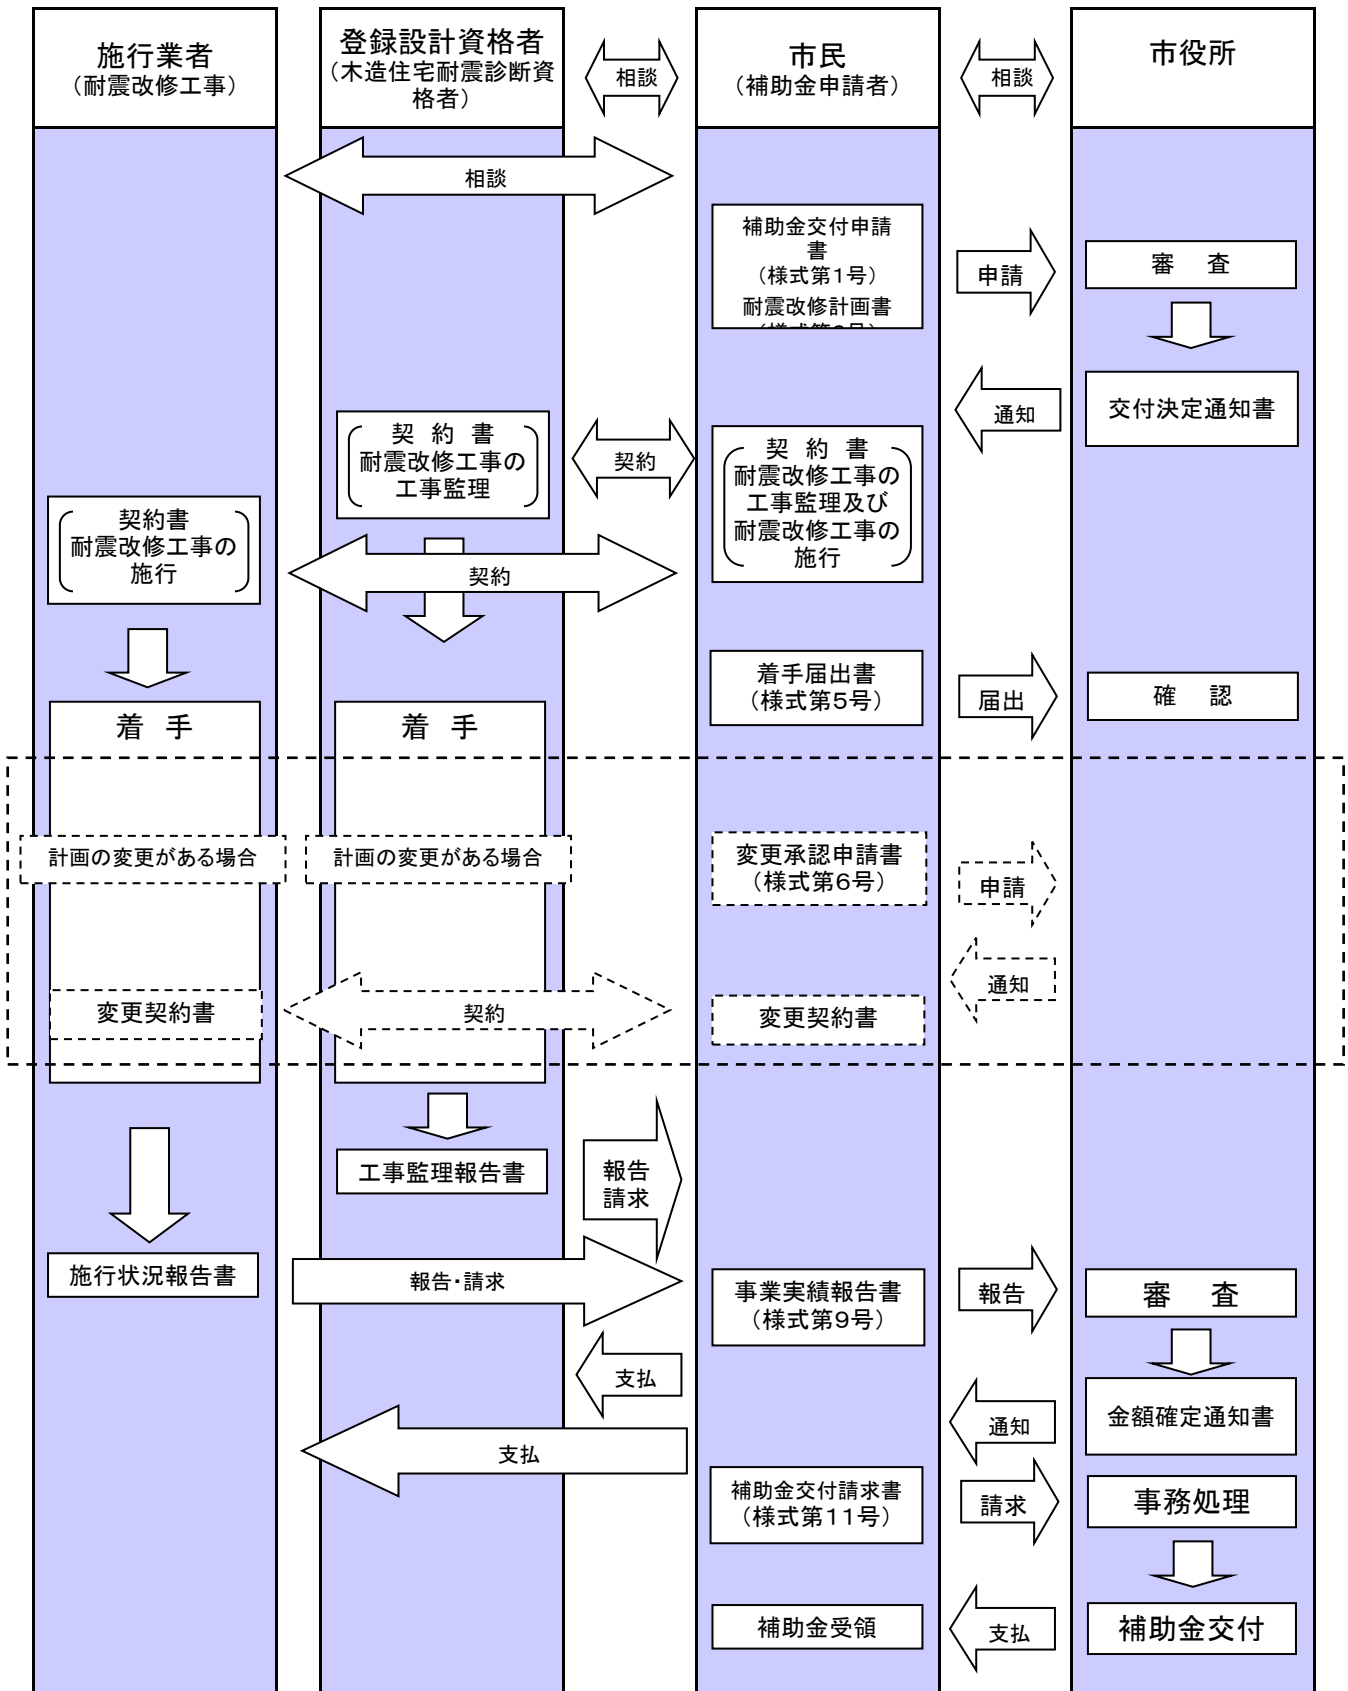 施行業者
（耐震改修工事）
登録設計資格者
（木造住宅耐震診断資
格者）
相談
市民
（補助金申請者）
相談
市役所
相談
補助金交付申請
書
（様式第1号）
耐震改修計画書
申請
審　査
通知
交付決定通知書
契 約 書
耐震改修工事の
工事監理
契約
契 約 書
耐震改修工事の
工事監理及び
耐震改修工事の
施行
契約書
耐震改修工事の
施行
契約
着手届出書
（様式第5号）
届出
確　認
着 手
着 手
計画の変更がある場合
計画の変更がある場合
変更承認申請書
（様式第6号）
申請
通知
変更契約書
契約
変更契約書
工事監理報告書
報告
請求
施行状況報告書
報告・請求
事業実績報告書
（様式第9号）
報告
審　査
支払
通知
金額確定通知書
支払
補助金交付請求書
（様式第11号）
請求
事務処理
補助金受領
支払
補助金交付